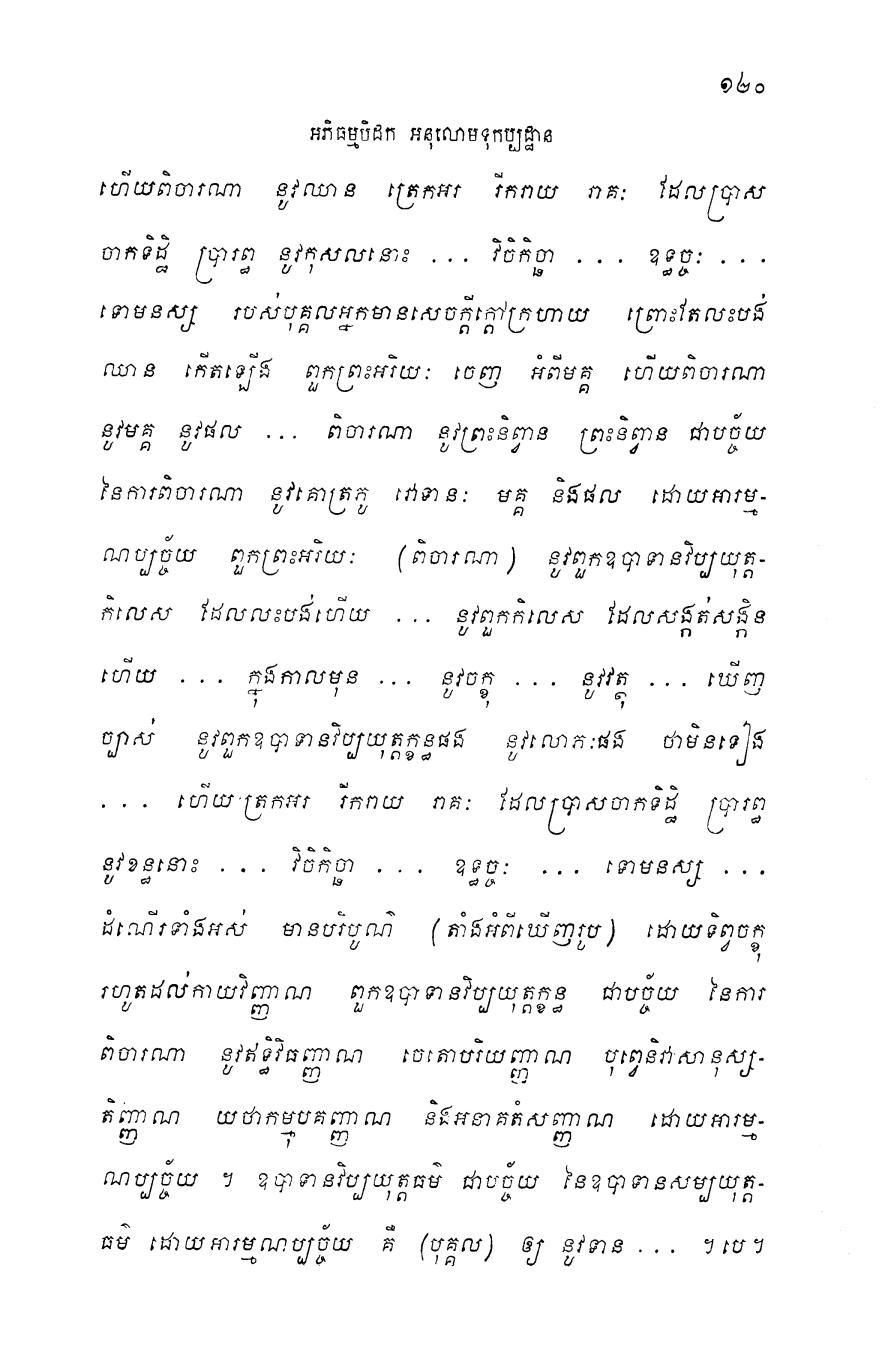 ១២០
អភិធម្មបិដក អនុលោមទុកប្បដ្ឋាន
ហើយពិចារណា នូវឈាន ត្រេកអរ រីករាយ រាគៈ ដែលប្រាស
ចាកទិដ្ឋិ ប្រារព្ធ នូវកុសលនោះ ... វិចិកិច្ឆា ... ឧទ្ធច្ចៈ ...
ទោមនស្ស របស់បុគ្គលអ្នកមានសេចក្តីក្តៅក្រហាយ ព្រោះតែលះបង់
ឈាន កើតឡើង ពួកព្រះអរិយៈ ចេញ អំពីមគ្គ ហើយពិចារណា
នូវមគ្គ នូវផល ... ពិចារណា នូវព្រះនិព្វាន ព្រះនិព្វាន ជាបច្ច័យ
នៃការពិចារណា នូវគោត្រភូ វោទានៈ មគ្គ និងផល ដោយអារម្ម-
ណប្បច្ច័យ ពួកព្រះអរិយៈ (ពិចារណា) នូវពួកឧបាទានវិប្បយុត្ត-
កិលេស ដែលលះបង់ហើយ ... នូវពួកកិលេស ដែលសង្កត់សង្កិន
ហើយ ... ក្នុងកាលមុន ... នូវចក្ខុ ... នូវវត្ថុ ... ឃើញ
ច្បាស់ នូវពួកឧបាទានវិប្បយុត្តក្ខន្ធផង នូវលោភៈផង ថាមិនទៀង
... ហើយត្រេកអរ រីករាយ រាគៈ ដែលប្រាសចាកទិដ្ឋិ ប្រារព្ធ
នូវខន្ធនោះ ... វិចិកិច្ឆា ... ឧទ្ធច្ចៈ ... ទោមនស្ស ...
ដំណើរទាំងអស់ មានបរិបូណ៌ (តាំងអំពីឃើញរូប) ដោយទិព្វចក្ខុ
រហូតដល់កាយវិញ្ញាណ ពួកឧបាទានវិប្បយុត្តក្ខន្ធ ជាបច្ច័យ នៃការ
ពិចារណា នូវឥទ្ធិវិធញ្ញាណ ចេតោបរិយញ្ញាណ បុព្វេនិវាសានុស្ស-
តិញ្ញាណ យថាកម្មុបគញ្ញាណ និងអនាគតំសញ្ញាណ ដោយអារម្ម-
ណប្បច្ច័យ ។ ឧបាទានវិប្បយុត្តធម៌ ជាបច្ច័យ នៃឧបាទានសម្បយុត្ត-
ធម៌ ដោយអារម្មណប្បច្ច័យ គឺ (បុគ្គល) ឲ្យ នូវទាន ... ។បេ។